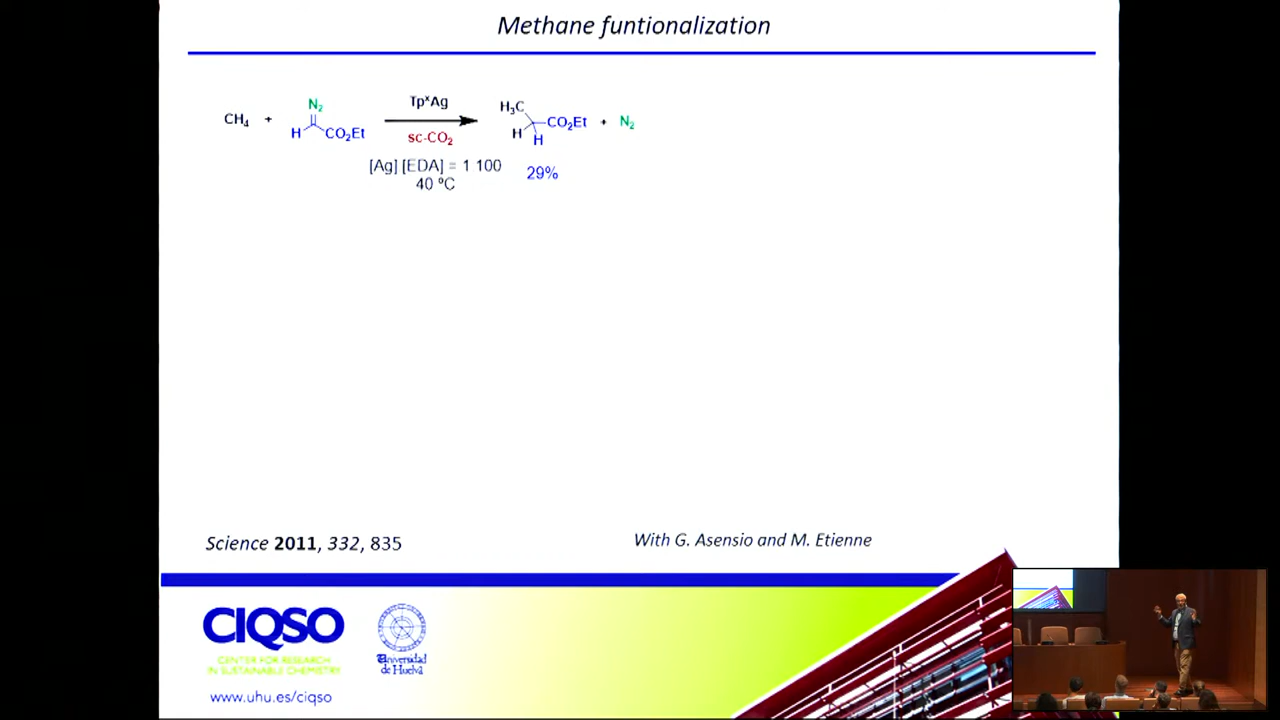 Methane funtionalization
CH₄ + N₂ H CO₂Et TpˣAg sc-CO₂ H₃C H H CO₂Et + N₂
[Ag] [EDA] = 1 100
40 ºC
29%
Science 2011, 332, 835
With G. Asensio and M. Etienne
CIQSO
CENTER FOR RESEARCH
IN SUSTAINABLE CHEMISTRY
Universidad
de Huelva
www.uhu.es/ciqso